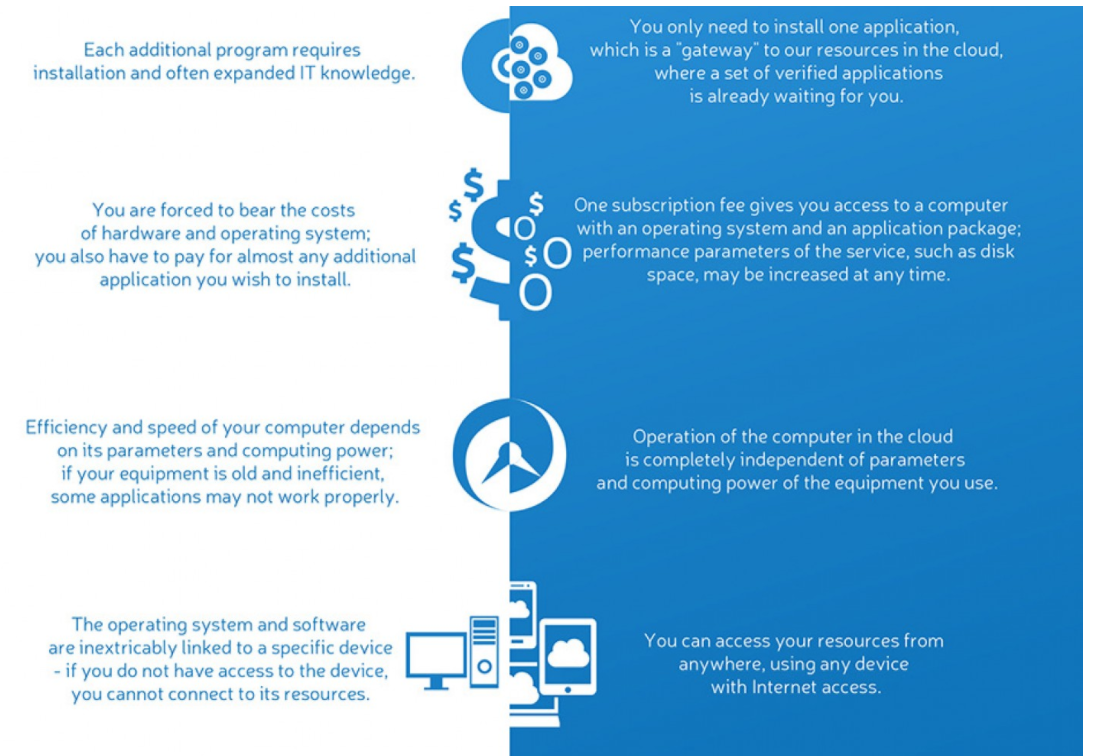 Each additional program requires
installation and often expanded IT knowledge.
You only need to install one application,
which is a "gateway" to our resources in the cloud,
where a set of verified applications
is already waiting for you.
You are forced to bear the costs
of hardware and operating system;
you also have to pay for almost any additional
application you wish to install.
One subscription fee gives you access to a computer
with an operating system and an application package;
performance parameters of the service, such as disk
space, may be increased at any time.
Efficiency and speed of your computer depends
on its parameters and computing power;
if your equipment is old and inefficient,
some applications may not work properly.
Operation of the computer in the cloud
is completely independent of parameters
and computing power of the equipment you use.
The operating system and software
are inextricably linked to a specific device
- if you do not have access to the device,
you cannot connect to its resources.
You can access your resources from
anywhere, using any device
with Internet access.